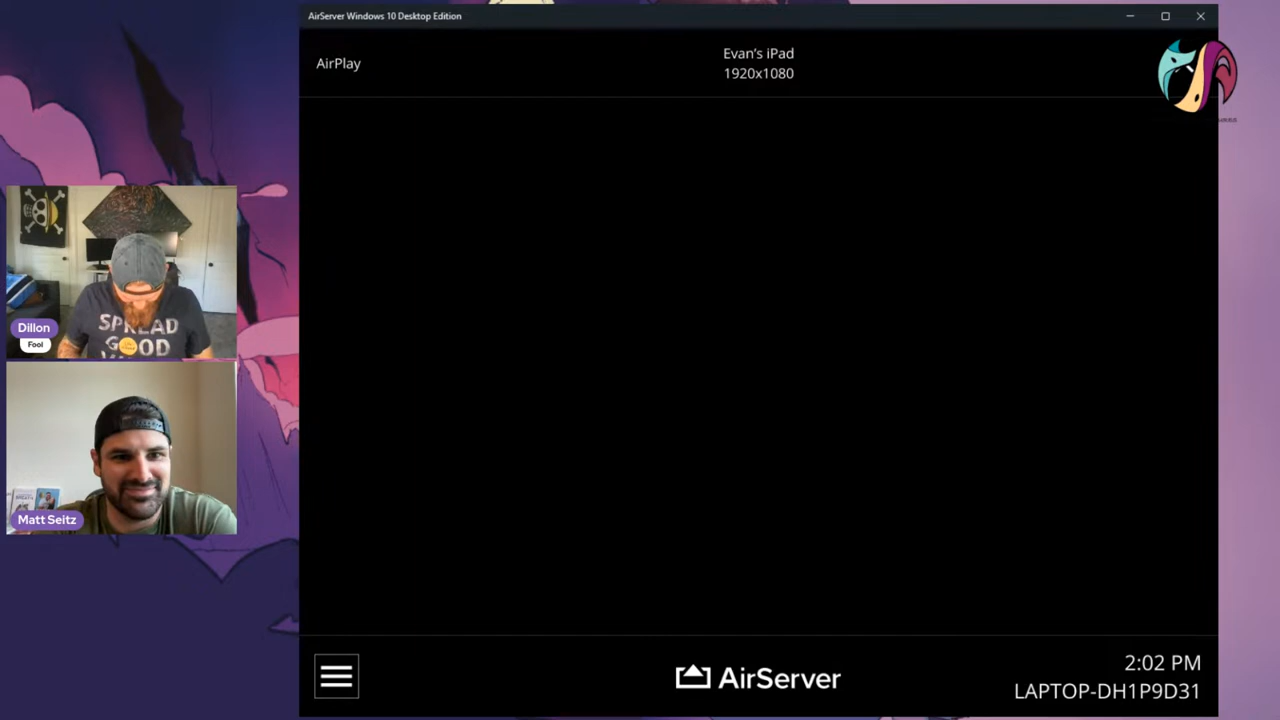 AirServer Windows 10 Desktop Edition
AirPlay
Evan's iPad
1920x1080
SPREAD
GOOD
Dillon
Fool
Matt Seitz
AirServer
2:02 PM
LAPTOP-DH1P9D31